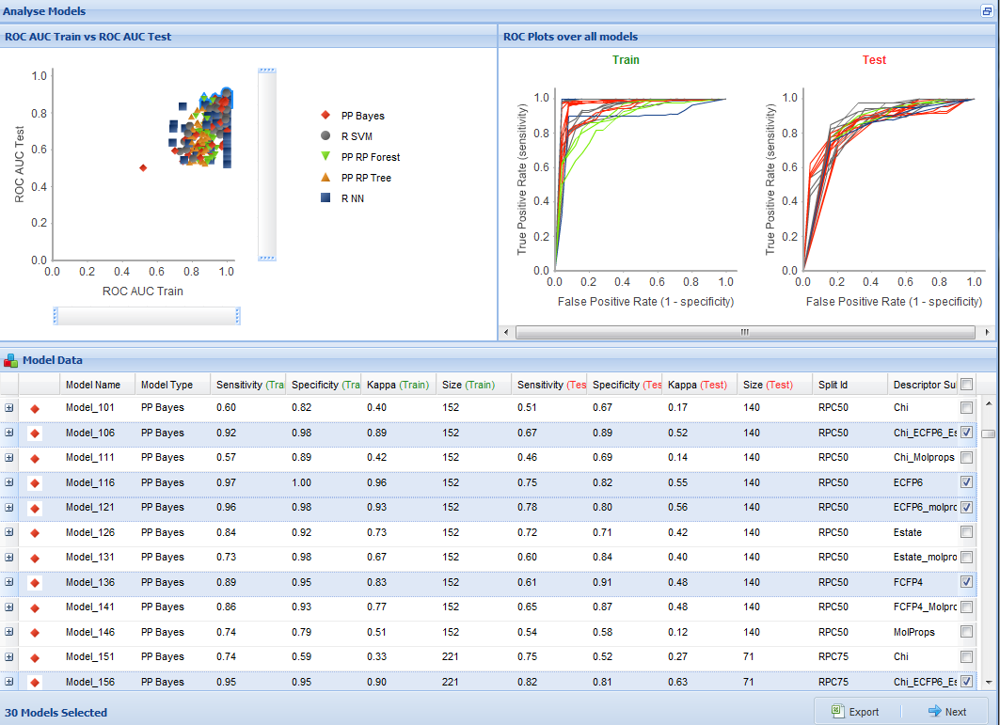 Analyse Models
ROC AUC Train vs ROC AUC Test
1.0
0.8
0.6
0.4
0.2
0.0
ROC AUC Test
0.0 0.2 0.4 0.6 0.8 1.0
ROC AUC Train
PP Bayes
R SVM
PP RP Forest
PP RP Tree
R NN
ROC Plots over all models
Train
1.0
0.8
0.6
0.4
0.2
0.0
True Positive Rate (sensitivity)
0.0 0.2 0.4 0.6 0.8 1.0
False Positive Rate (1 - specificity)
Test
1.0
0.8
0.6
0.4
0.2
0.0
True Positive Rate (sensitivity)
0.0 0.2 0.4 0.6 0.8 1.0
False Positive Rate (1 - specificity)
Model Data
Model Name Model Type Sensitivity (Trai Specificity (Tra Kappa (Train) Size (Train) Sensitivity (Tes Specificity (Tes Kappa (Test) Size (Test) Split Id Descriptor Su
Model_101 PP Bayes 0.60 0.82 0.40 152 0.51 0.67 0.17 140 RPC50 Chi
Model_106 PP Bayes 0.92 0.98 0.89 152 0.67 0.89 0.52 140 RPC50 Chi_ECFP6_Es
Model_111 PP Bayes 0.57 0.89 0.42 152 0.46 0.69 0.14 140 RPC50 Chi_Molprops
Model_116 PP Bayes 0.97 1.00 0.96 152 0.75 0.82 0.55 140 RPC50 ECFP6
Model_121 PP Bayes 0.96 0.98 0.93 152 0.78 0.80 0.56 140 RPC50 ECFP6_molprc
Model_126 PP Bayes 0.84 0.92 0.73 152 0.72 0.71 0.42 140 RPC50 Estate
Model_131 PP Bayes 0.73 0.98 0.67 152 0.60 0.84 0.40 140 RPC50 Estate_molpro
Model_136 PP Bayes 0.89 0.95 0.83 152 0.61 0.91 0.48 140 RPC50 FCFP4
Model_141 PP Bayes 0.86 0.93 0.77 152 0.65 0.87 0.48 140 RPC50 FCFP4_Molprc
Model_146 PP Bayes 0.74 0.79 0.51 152 0.54 0.58 0.12 140 RPC50 MolProps
Model_151 PP Bayes 0.74 0.59 0.33 221 0.75 0.52 0.27 71 RPC75 Chi
Model_156 PP Bayes 0.95 0.95 0.90 221 0.82 0.81 0.63 71 RPC75 Chi_ECFP6_Es
30 Models Selected
Export
Next